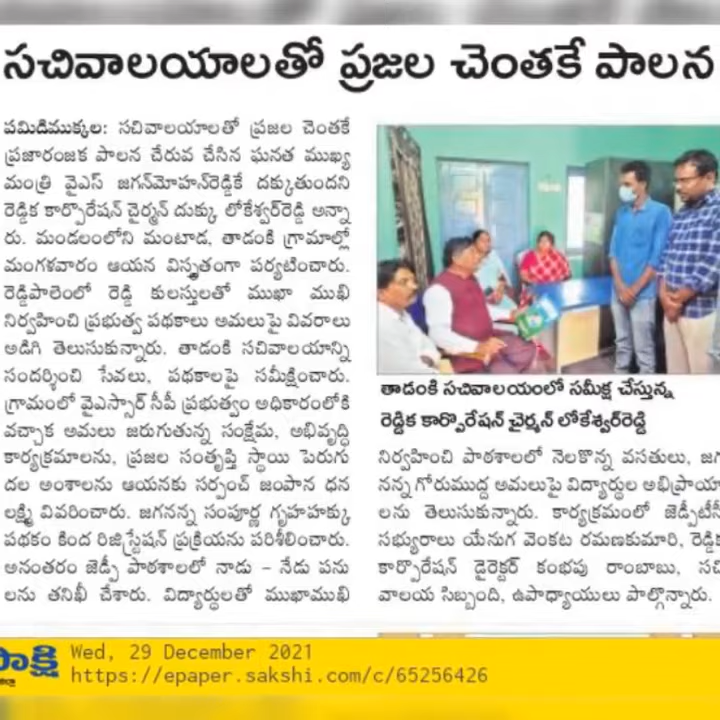 సచివాలయాలతో ప్రజల చెంతకే పాలన
పమిడిముక్కల: సచివాలయాలతో ప్రజల చెంతకే
ప్రజారంజక పాలన చేరువ చేసిన ఘనత ముఖ్య
మంత్రి వైఎస్ జగన్‌మోహన్‌రెడ్డికే దక్కుతుందని
రెడ్డిక కార్పొరేషన్ చైర్మన్ దుక్కు లోకేశ్వర్‌రెడ్డి అన్నా
రు. మండలంలోని మంటాడ, తాడంకి గ్రామాల్లో
మంగళవారం ఆయన విస్తృతంగా పర్యటించారు.
రెడ్డిపాలెంలో రెడ్డి కులస్తులతో ముఖా ముఖి
నిర్వహించి ప్రభుత్వ పథకాలు అమలుపై వివరాలు
అడిగి తెలుసుకున్నారు. తాడంకి సచివాలయాన్ని
సందర్శించి సేవలు, పథకాలపై సమీక్షించారు.
గ్రామంలో వైఎస్సార్ సీపీ ప్రభుత్వం అధికారంలోకి
వచ్చాక అమలు జరుగుతున్న సంక్షేమ, అభివృద్ధి
కార్యక్రమాలను, ప్రజల సంతృప్తి స్థాయి పెరుగు
దల అంశాలను ఆయనకు సర్పంచ్ జంపాన ధన
లక్ష్మి వివరించారు. జగనన్న సంపూర్ణ గృహహక్కు
పథకం కింద రిజిస్ట్రేషన్ ప్రక్రియను పరిశీలించారు.
అనంతరం జెడ్పీ పాఠశాలలో నాడు – నేడు పను
లను తనిఖీ చేశారు. విద్యార్థులతో ముఖాముఖి
తాడంకి సచివాలయంలో సమీక్ష చేస్తున్న
రెడ్డిక కార్పొరేషన్ చైర్మన్ లోకేశ్వర్‌రెడ్డి
నిర్వహించి పాఠశాలలో నెలకొన్న వసతులు, జగ
నన్న గోరుముద్ద అమలుపై విద్యార్థుల అభిప్రాయా
లను తెలుసుకున్నారు. కార్యక్రమంలో జెడ్పీటీసీ
సభ్యురాలు యేనుగ వెంకట రమణకుమారి, రెడ్డిక
కార్పొరేషన్ డైరెక్టర్ కంభపు రాంబాబు, సచి
వాలయ సిబ్బంది, ఉపాధ్యాయులు పాల్గొన్నారు.
సాక్షి
Wed, 29 December 2021
https://epaper.sakshi.com/c/65256426